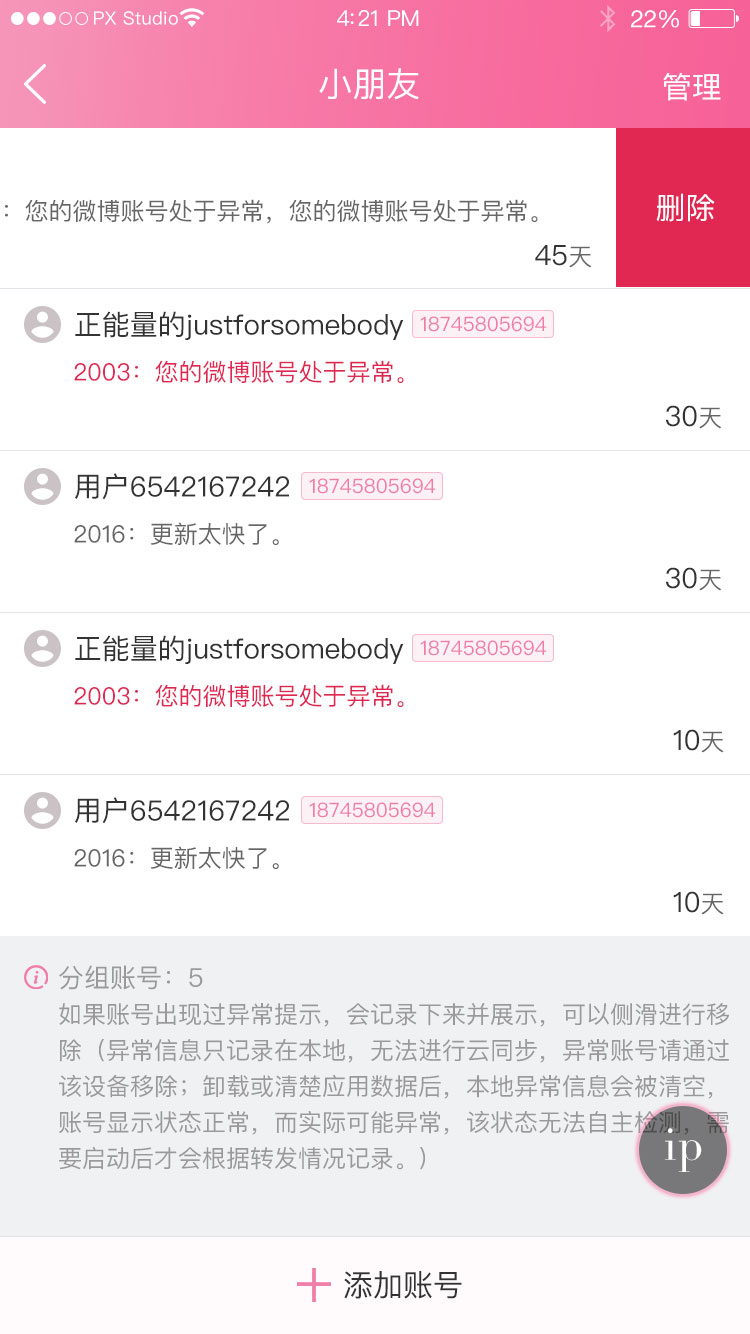 PX Studio
4:21 PM
22%
小朋友
管理
：您的微博账号处于异常，您的微博账号处于异常。
删除
45天
正能量的justforsomebody 18745805694
2003：您的微博账号处于异常。
30天
用户6542167242 18745805694
2016：更新太快了。
30天
正能量的justforsomebody 18745805694
2003：您的微博账号处于异常。
10天
用户6542167242 18745805694
2016：更新太快了。
10天
分组账号：5
如果账号出现过异常提示，会记录下来并展示，可以侧滑进行移
除（异常信息只记录在本地，无法进行云同步，异常账号请通过
该设备移除；卸载或清楚应用数据后，本地异常信息会被清空，
账号显示状态正常，而实际可能异常，该状态无法自主检测，需
要启动后才会根据转发情况记录。）
ip
添加账号